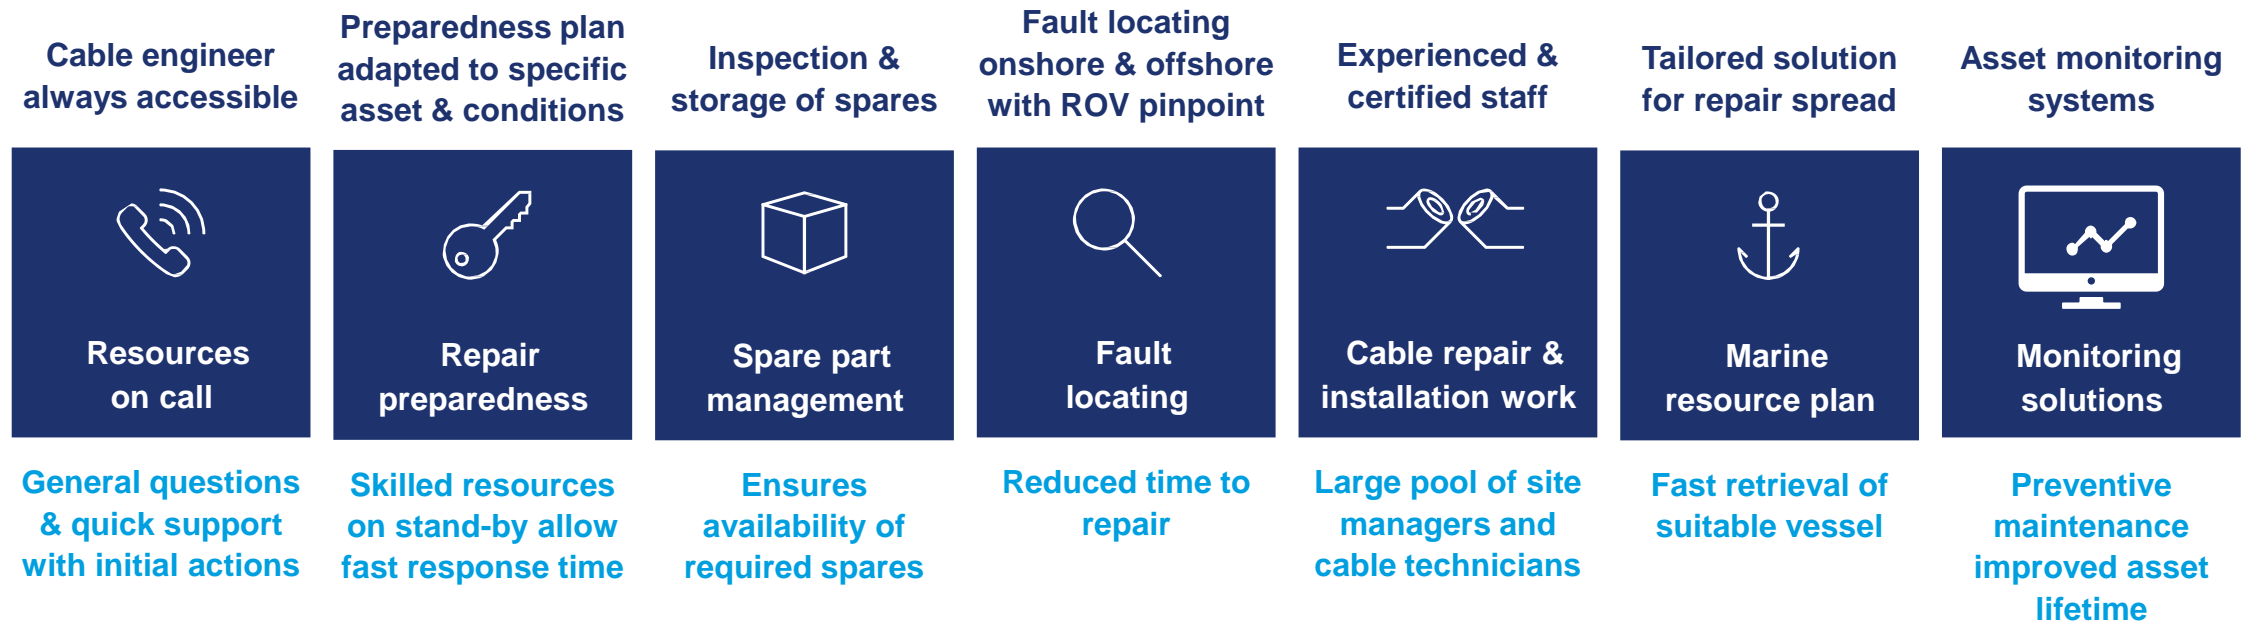 Cable engineer
always accessible
Resources
on call
General questions
& quick support
with initial actions
Preparedness plan
adapted to specific
asset & conditions
Repair
preparedness
Skilled resources
on stand-by allow
fast response time
Inspection &
storage of spares
Spare part
management
Ensures
availability of
required spares
Fault locating
onshore & offshore
with ROV pinpoint
Fault
locating
Reduced time to
repair
Experienced &
certified staff
Cable repair &
installation work
Large pool of site
managers and
cable technicians
Tailored solution
for repair spread
Marine
resource plan
Fast retrieval of
suitable vessel
Asset monitoring
systems
Monitoring
solutions
Preventive
maintenance
improved asset
lifetime